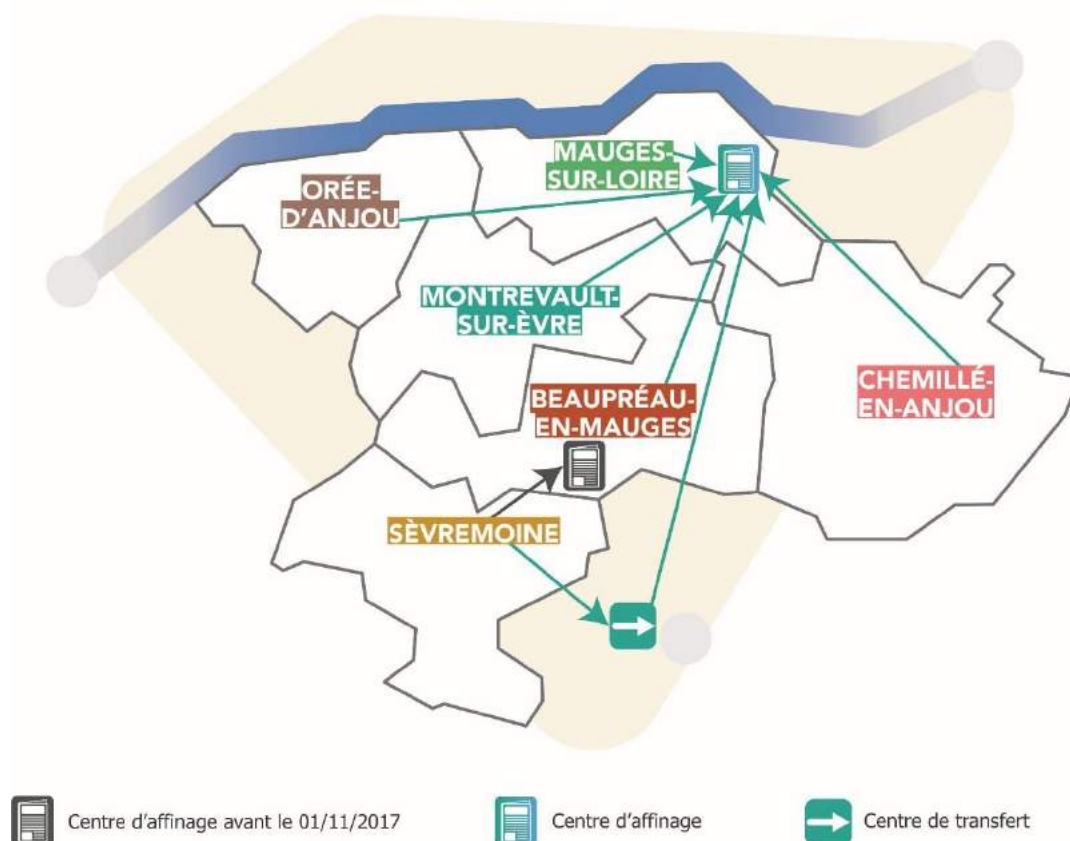 MAUGES-
SUR-LOIRE
ORÉE-
D'ANJOU
MONTREVAULT-
SUR-ÈVRE
BEAUPRÉAU-
EN-MAUGES
CHEMILLÉ-
EN-ANJOU
SÈVREMOINE
Centre d'affinage avant le 01/11/2017
Centre d'affinage
Centre de transfert